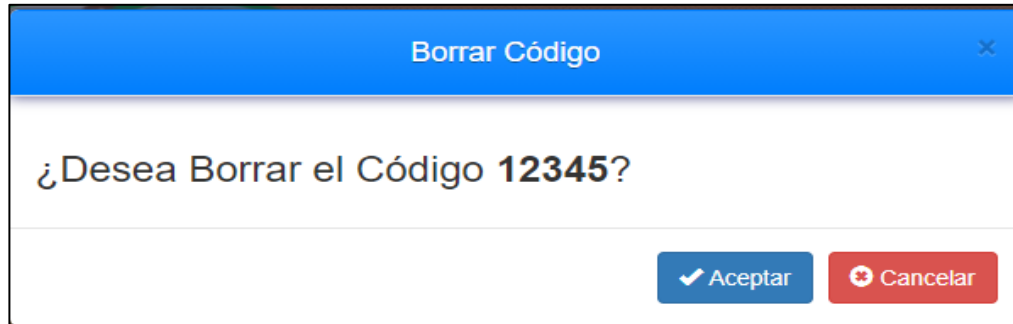 Borrar Código
×
¿Desea Borrar el Código 12345?
Aceptar
Cancelar